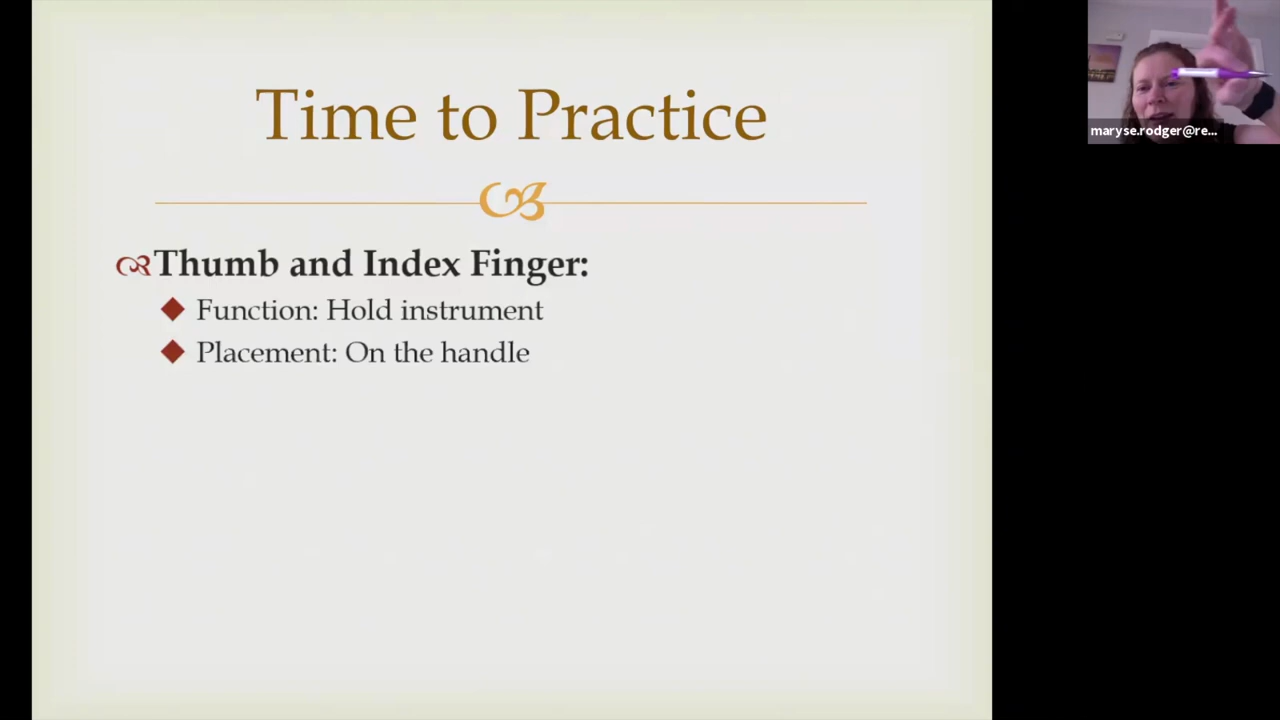 Time to Practice
Thumb and Index Finger:
Function: Hold instrument
Placement: On the handle
maryse.rodger@re...